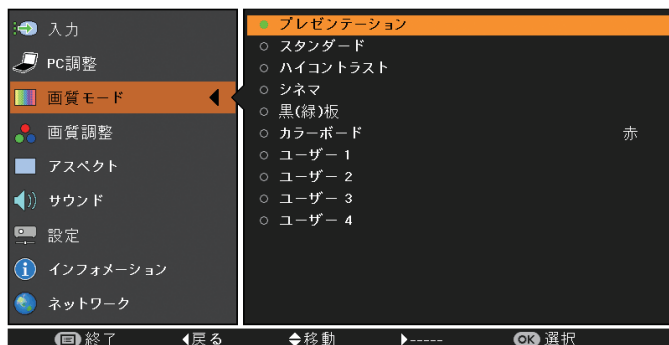 入力
PC調整
画質モード
画質調整
アスペクト
サウンド
設定
インフォメーション
ネットワーク
プレゼンテーション
スタンダード
ハイコントラスト
シネマ
黒(緑)板
カラーボード 赤
ユーザー 1
ユーザー 2
ユーザー 3
ユーザー 4
終了 戻る 移動 ----- OK 選択